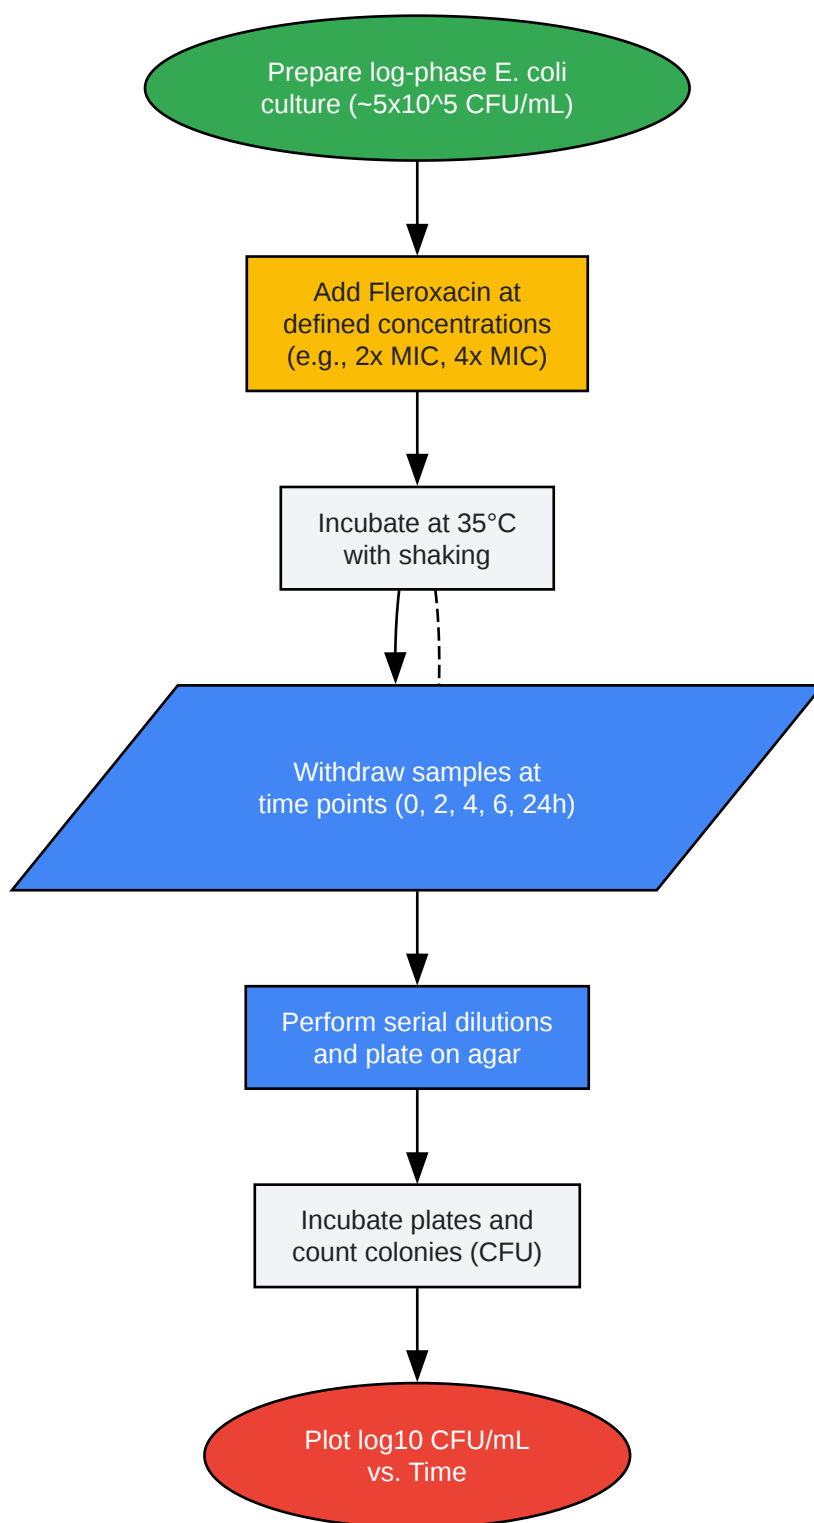 Prepare log-phase E. coli
culture (~5x10^5 CFU/mL)
Add Fleroxacin at
defined concentrations
(e.g., 2x MIC, 4x MIC)
Incubate at 35°C
with shaking
Withdraw samples at
time points (0, 2, 4, 6, 24h)
Perform serial dilutions
and plate on agar
Incubate plates and
count colonies (CFU)
Plot log10 CFU/mL
vs. Time